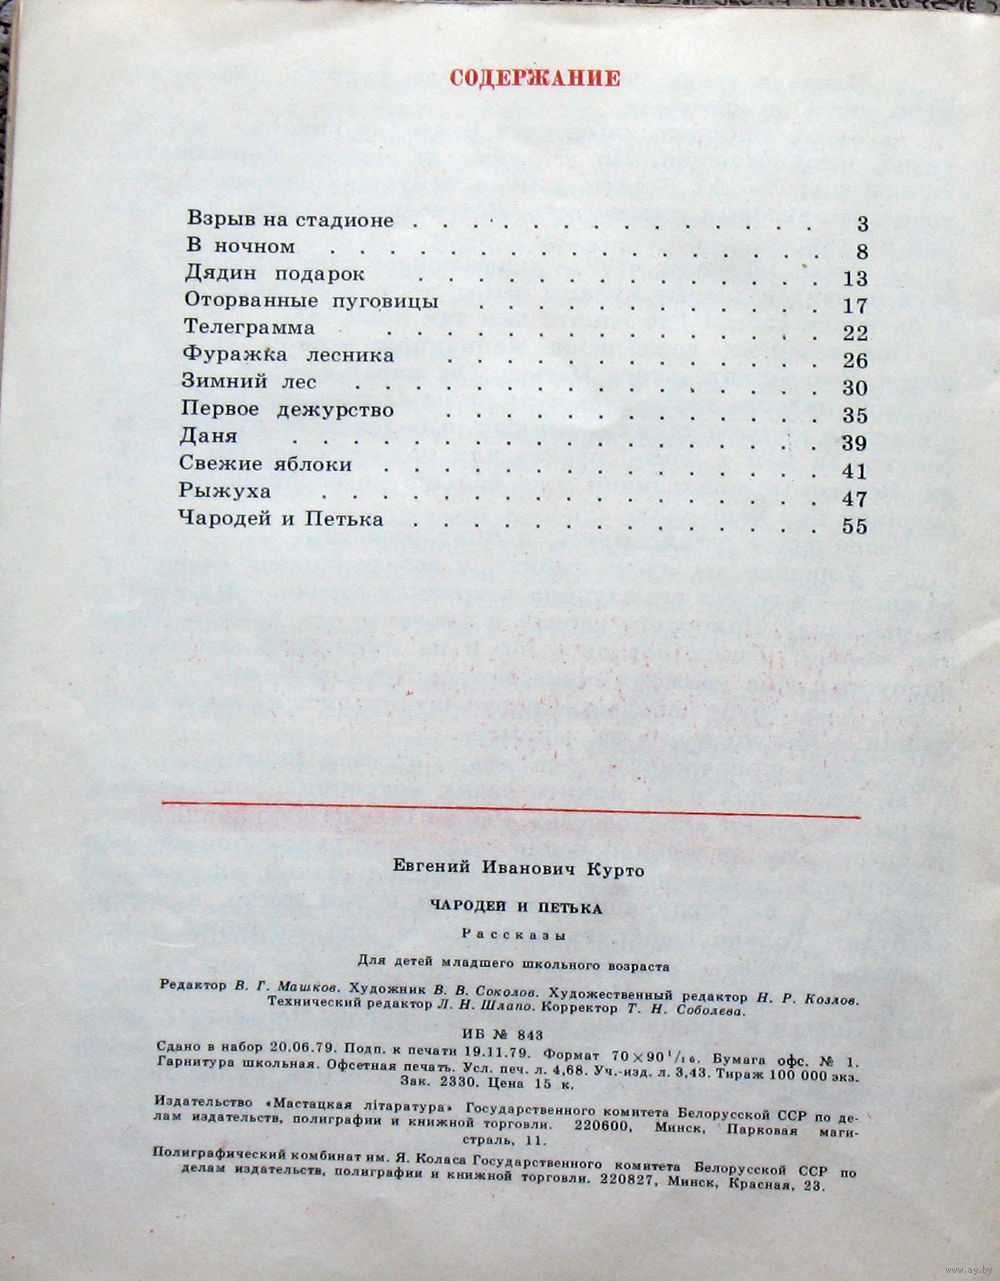 СОДЕРЖАНИЕ
Взрыв на стадионе . . . . . . . . . . . . . . 3
В ночном . . . . . . . . . . . . . . . . . 8
Дядин подарок . . . . . . . . . . . . . . . 13
Оторванные пуговицы . . . . . . . . . . . . 17
Телеграмма . . . . . . . . . . . . . . . 22
Фуражка лесника . . . . . . . . . . . . . 26
Зимний лес . . . . . . . . . . . . . . . . 30
Первое дежурство . . . . . . . . . . . . . 35
Даня . . . . . . . . . . . . . . . . . . 39
Свежие яблоки . . . . . . . . . . . . . . . 41
Рыжуха . . . . . . . . . . . . . . . . . 47
Чародей и Петька . . . . . . . . . . . . . . 55
Евгений Иванович Курто
ЧАРОДЕЙ И ПЕТЬКА
Рассказы
Для детей младшего школьного возраста
Редактор В. Г. Машков. Художник В. В. Соколов. Художественный редактор Н. Р. Козлов.
Технический редактор Л. Н. Шлапо. Корректор Т. Н. Соболева.
ИБ № 843
Сдано в набор 20.06.79. Подп. к печати 19.11.79. Формат 70×90¹/₁₆. Бумага офс. № 1.
Гарнитура школьная. Офсетная печать. Усл. печ. л. 4,68. Уч.-изд. л. 3,43. Тираж 100 000 экз.
Зак. 2330. Цена 15 к.
Издательство «Мастацкая літаратура» Государственного комитета Белорусской ССР по де-
лам издательств, полиграфии и книжной торговли. 220600, Минск, Парковая маги-
страль, 11.
Полиграфический комбинат им. Я. Коласа Государственного комитета Белорусской ССР по
делам издательств, полиграфии и книжной торговли. 220827, Минск, Красная, 23.
www.ay.by